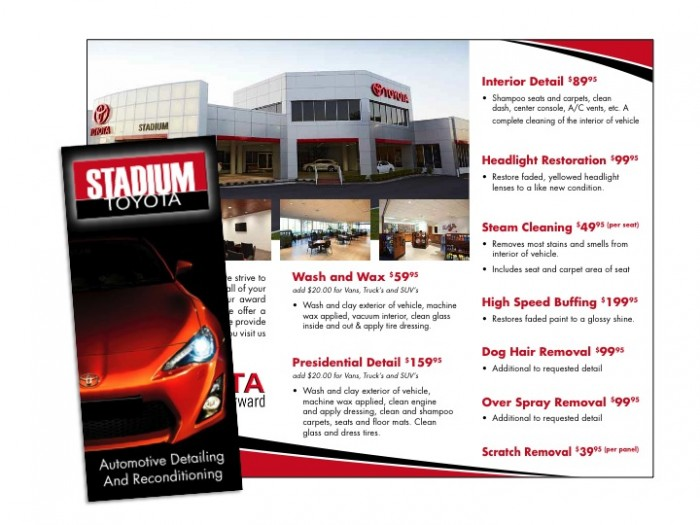 STADIUM
TOYOTA
Automotive Detailing
And Reconditioning
TOYOTA
TOYOTA
STADIUM
e strive to
all of your
ur award
e offer a
e provide
ou visit us
OTA
rward
Wash and Wax $59⁹⁵
add $20.00 for Vans, Truck's and SUV's
• Wash and clay exterior of vehicle, machine
wax applied, vacuum interior, clean glass
inside and out & apply tire dressing.
Presidential Detail $159⁹⁵
add $20.00 for Vans, Truck's and SUV's
• Wash and clay exterior of vehicle,
machine wax applied, clean engine
and apply dressing, clean and shampoo
carpets, seats and floor mats. Clean
glass and dress tires.
Interior Detail $89⁹⁵
• Shampoo seats and carpets, clean
dash, center console, A/C vents, etc. A
complete cleaning of the interior of vehicle
Headlight Restoration $99⁹⁵
• Restore faded, yellowed headlight
lenses to a like new condition.
Steam Cleaning $49⁹⁵ (per seat)
• Removes most stains and smells from
interior of vehicle.
• Includes seat and carpet area of seat
High Speed Buffing $199⁹⁵
• Restores faded paint to a glossy shine.
Dog Hair Removal $99⁹⁵
• Additional to requested detail
Over Spray Removal $99⁹⁵
• Additional to requested detail
Scratch Removal $39⁹⁵ (per panel)